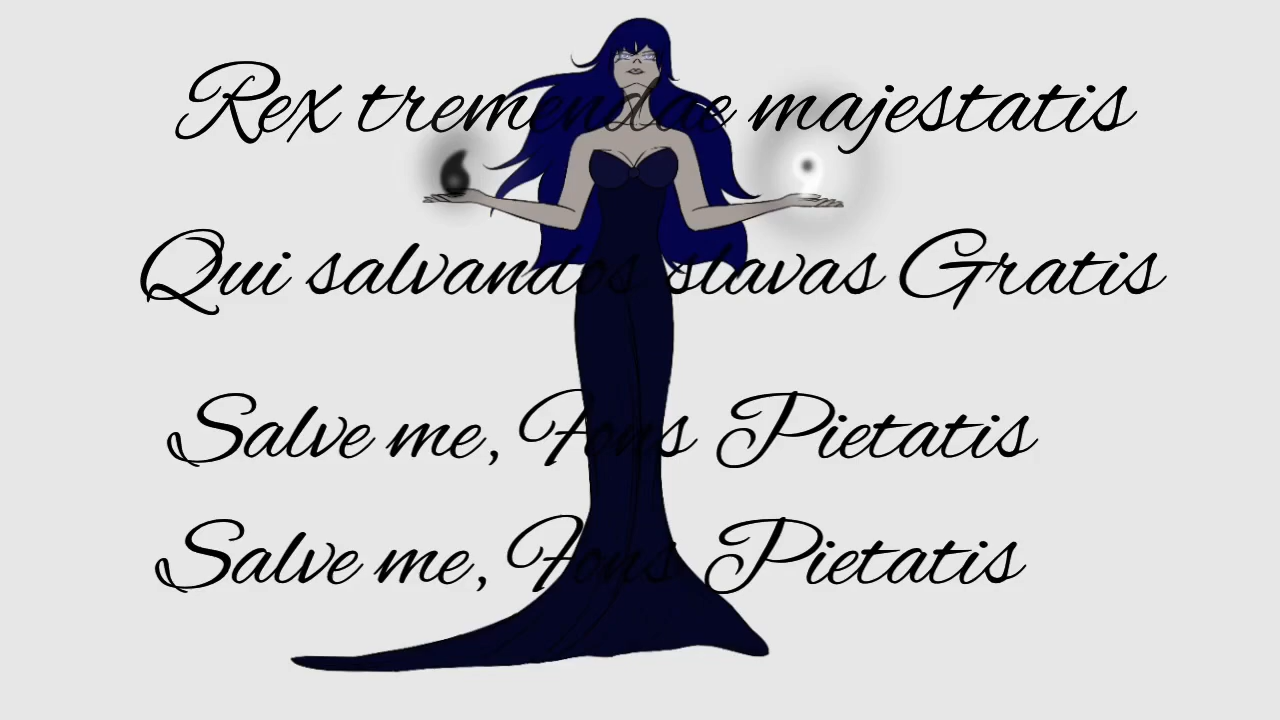 Rex tremendae majestatis
Qui salvandos slavas Gratis
Salve me, Fons Pietatis
Salve me, Fons Pietatis